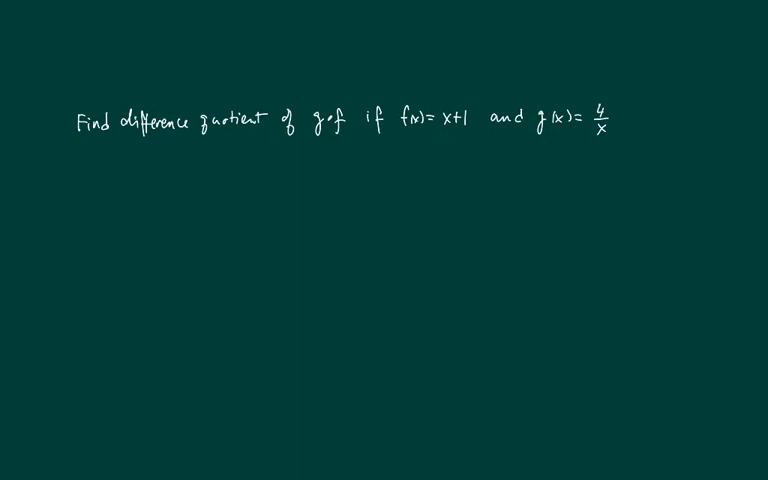 Find difference quotient of g∘f if f(x)= x+1 and g(x)= 4/x